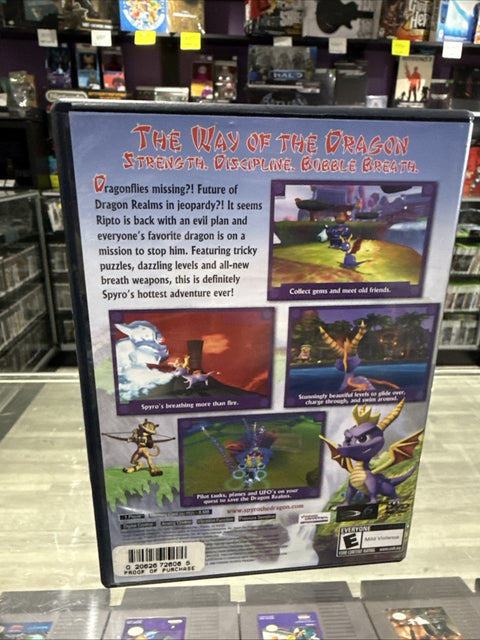 HALO
THE WAY OF THE DRAGON
STRENGTH. DISCIPLINE. BUBBLE BREATH.
Dragonflies missing?! Future of
Dragon Realms in jeopardy?! It seems
Ripto is back with an evil plan and
everyone's favorite dragon is on a
mission to stop him. Featuring tricky
puzzles, dazzling levels and all-new
breath weapons, this is definitely
Spyro's hottest adventure ever!
Collect gems and meet old friends.
Spyro's breathing more than fire.
Stunningly beautiful levels to glide over,
charge through, and swim around.
Pilot tanks, planes and UFO's on your
quest to save the Dragon Realms.
www.spyrothedragon.com
1 Player
EVERYONE
E
Mild Violence
0 20626 72608 5
PROOF OF PURCHASE